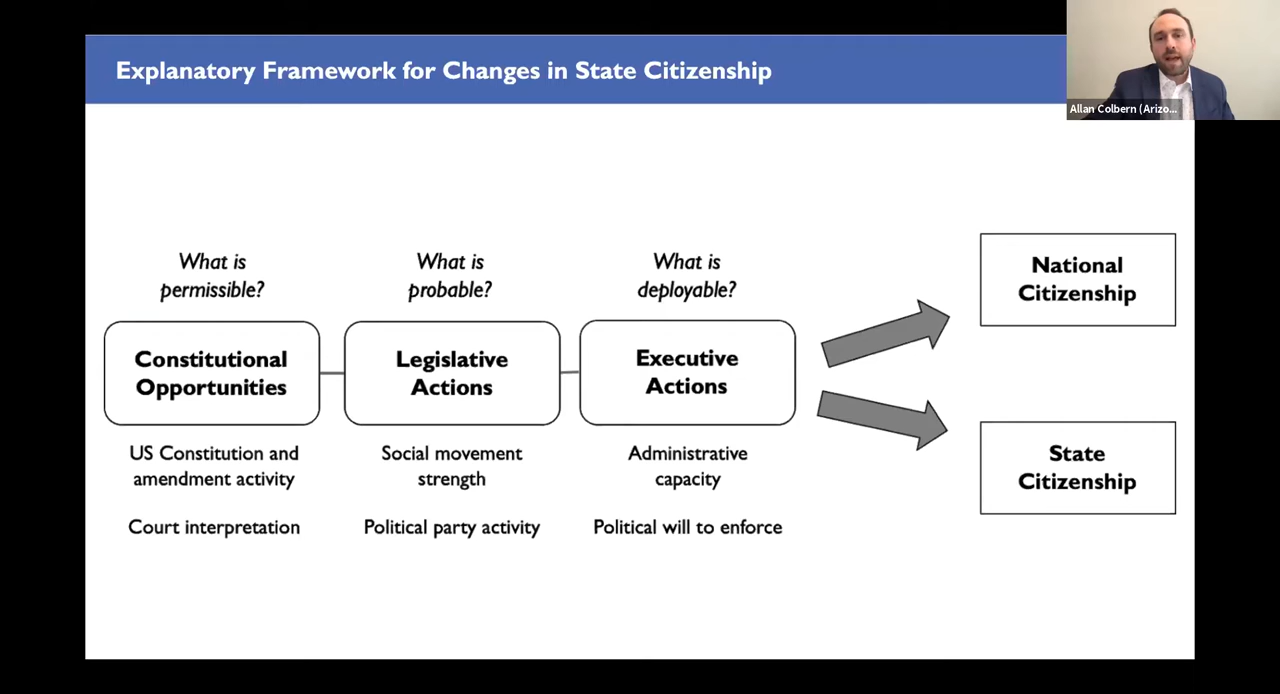 Explanatory Framework for Changes in State Citizenship
Allan Colbern (Arizo...
What is
permissible?
Constitutional
Opportunities
US Constitution and
amendment activity
Court interpretation
What is
probable?
Legislative
Actions
Social movement
strength
Political party activity
What is
deployable?
Executive
Actions
Administrative
capacity
Political will to enforce
National
Citizenship
State
Citizenship